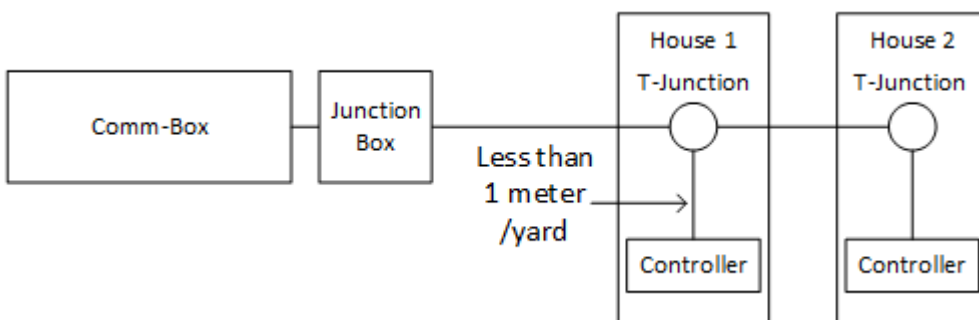 House 1
House 2
T-Junction
T-Junction
Comm-Box
Junction
Box
Less than
1 meter
/yard
Controller
Controller